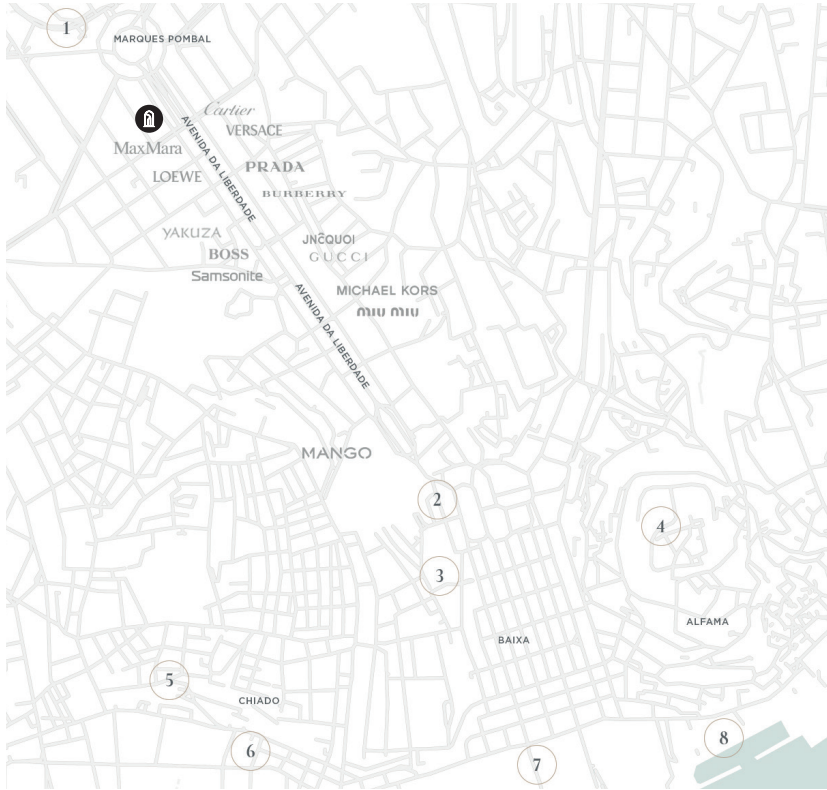 1
MARQUES POMBAL
Cartier
AVENIDA DA LIBERDADE
VERSACE
MaxMara
PRADA
LOEWE
BURBERRY
YAKUZA
JNcQUOI
BOSS
GUCCI
Samsonite
AVENIDA DA LIBERDADE
MICHAEL KORS
miu miu
MANGO
2
4
3
ALFAMA
BAIXA
5
CHIADO
6
8
7